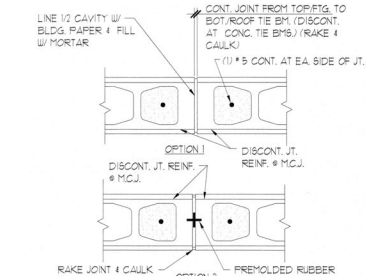 LINE 1/2 CAVITY W/
BLDG. PAPER & FILL
W/ MORTAR
CONT. JOINT FROM TOP/FTG. TO
BOT/ROOF TIE BM. (DISCONT.
AT CONC. TIE BMS.) (RAKE &
CAULK)
(1) #5 CONT. AT EA. SIDE OF JT.
OPTION 1
DISCONT. JT.
REINF. @ M.C.J.
DISCONT. JT. REINF.
@ M.C.J.
RAKE JOINT & CAULK
PREMOLDED RUBBER
OPTION 2